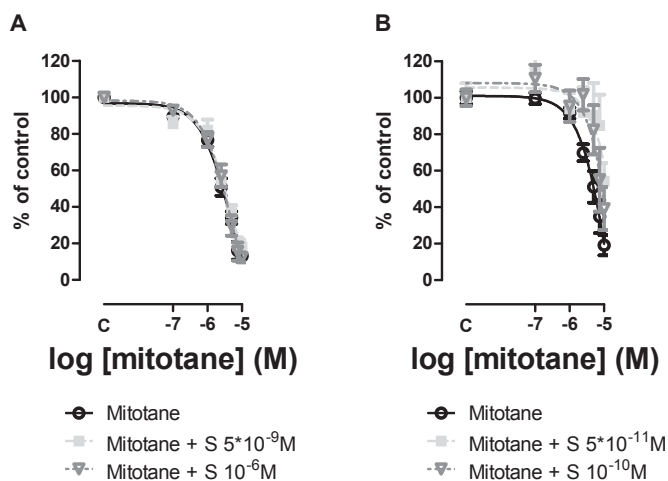 A
% of control
120
100
80
60
40
20
0
C
-7
-6
-5
log [mitotane] (M)
Mitotane
Mitotane + S 5*10⁻⁹M
Mitotane + S 10⁻⁶M
B
% of control
120
100
80
60
40
20
0
C
-7
-6
-5
log [mitotane] (M)
Mitotane
Mitotane + S 5*10⁻¹¹M
Mitotane + S 10⁻¹⁰M